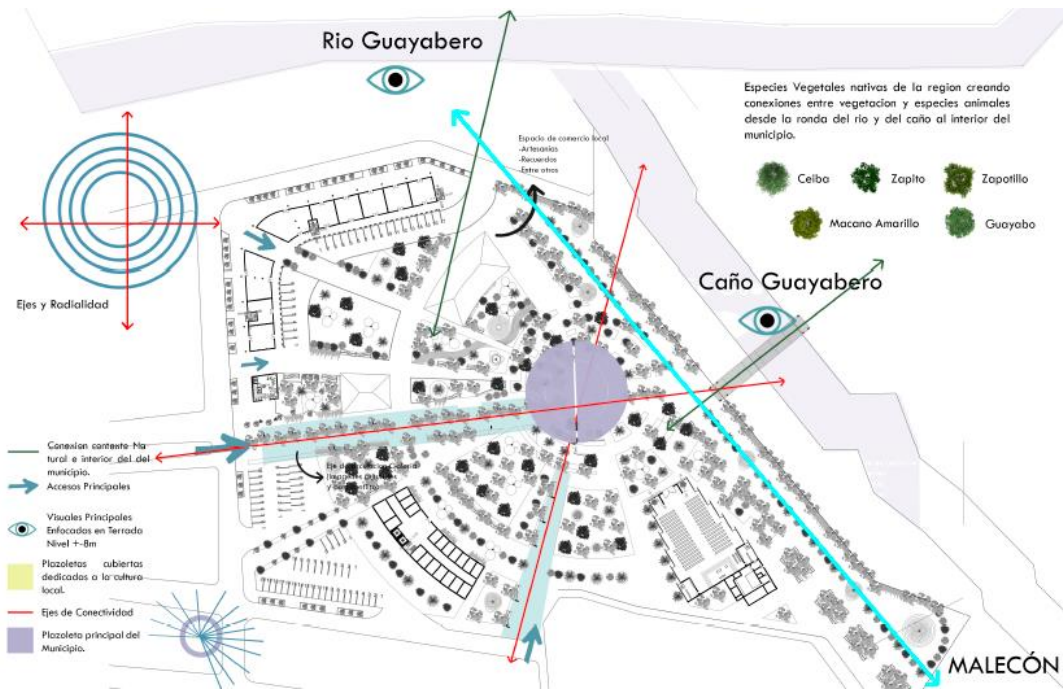 Rio Guayabero
Especies Vegetales nativas de la region creando
conexiones entre vegetacion y especies animales
desde la ronda del rio y del caño al interior del
municipio.
Ceiba
Zapito
Zapotillo
Macano Amarillo
Guayabo
Espacio de comercio local
-Artesanias
-Recuerdos
-Entre otros
Caño Guayabero
Ejes y Radialidad
Conexion contexto Na
tural e interior del del
municipio.
Accesos Principales
Visuales Principales
Enfocadas en Terrada
Nivel +-8m
Plazoletas cubiertas
dedicadas a la cultura
local.
Ejes de Conectividad
Plazoleta principal del
Municipio.
Eje de
MALECÓN